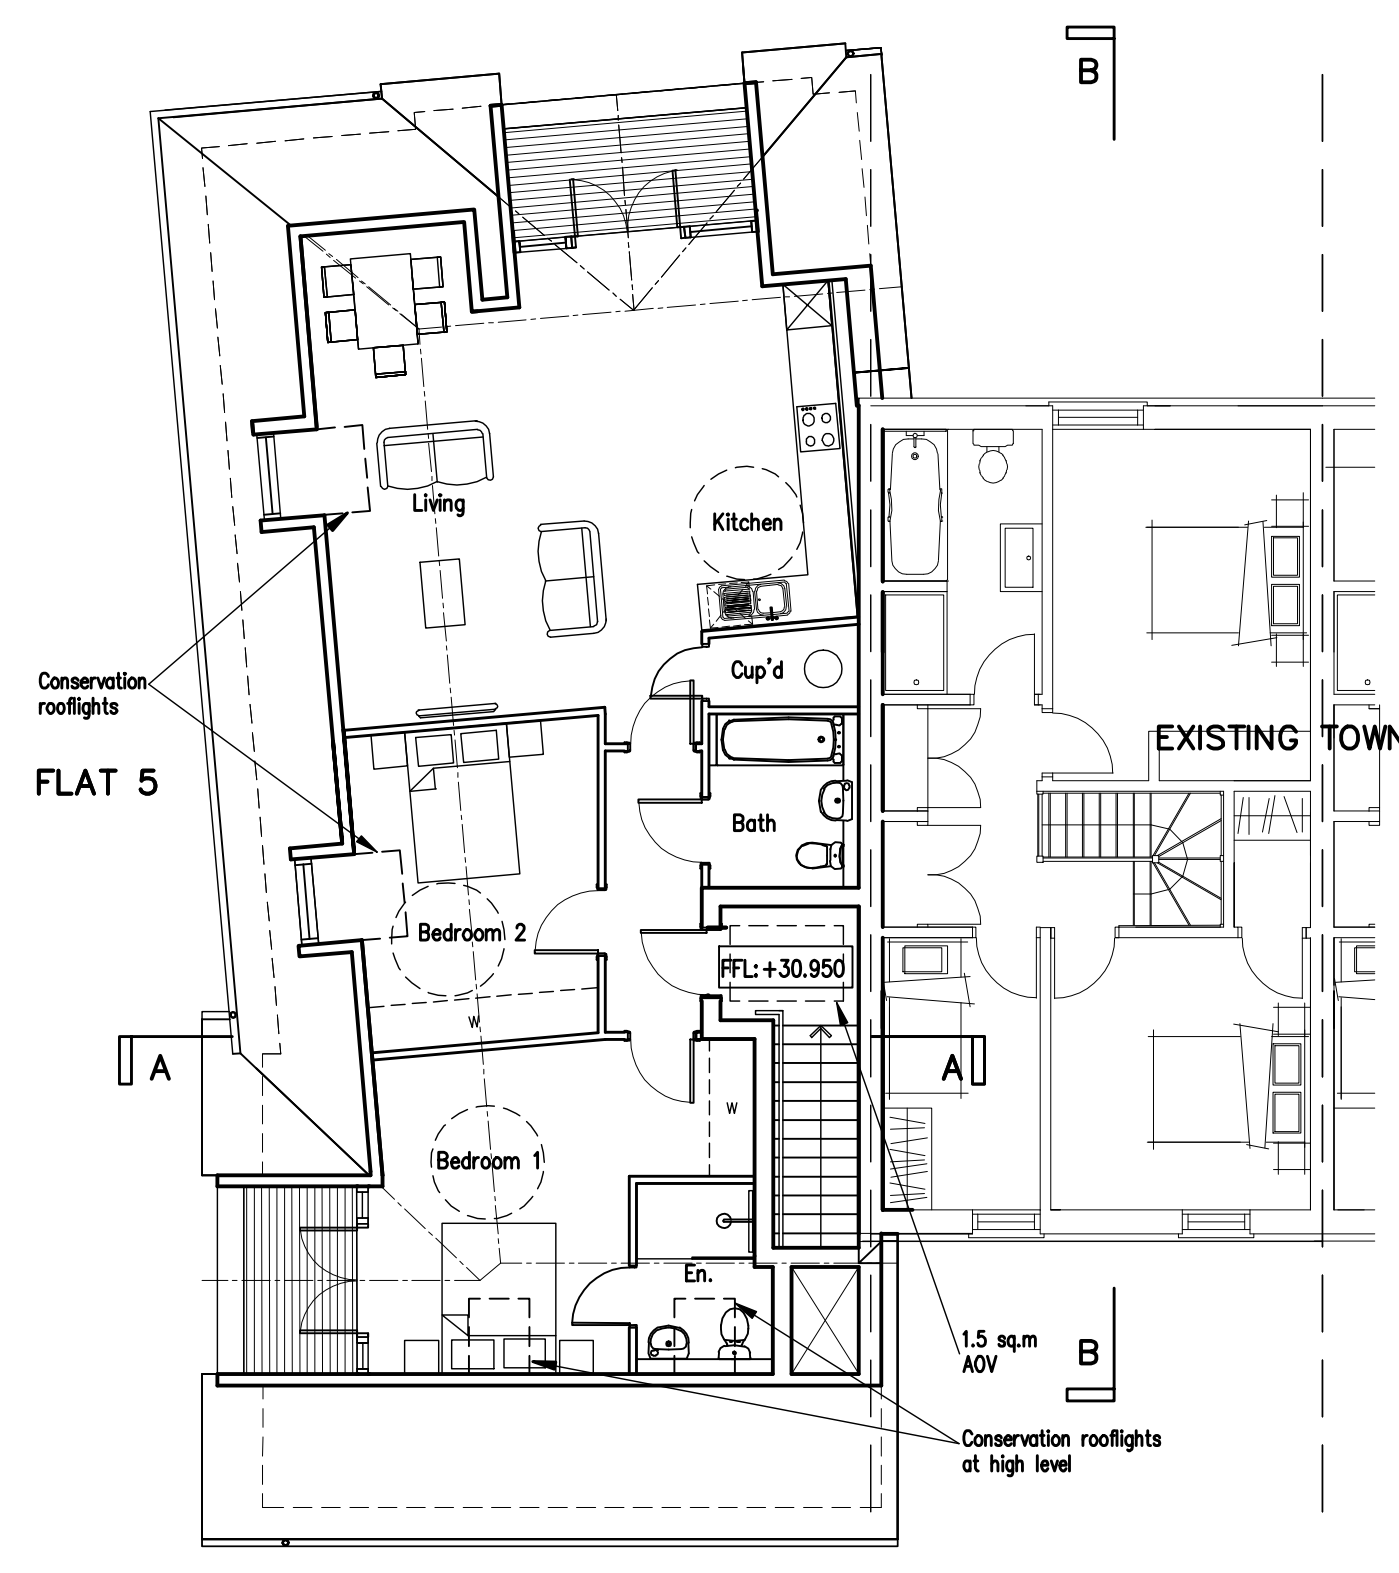 B
Living
Kitchen
Conservation
rooflights
Cup'd
EXISTING TOWN
FLAT 5
Bath
Bedroom 2
FFL:+30.950
W
A
A
W
Bedroom 1
En.
1.5 sq.m
AOV
B
Conservation rooflights
at high level